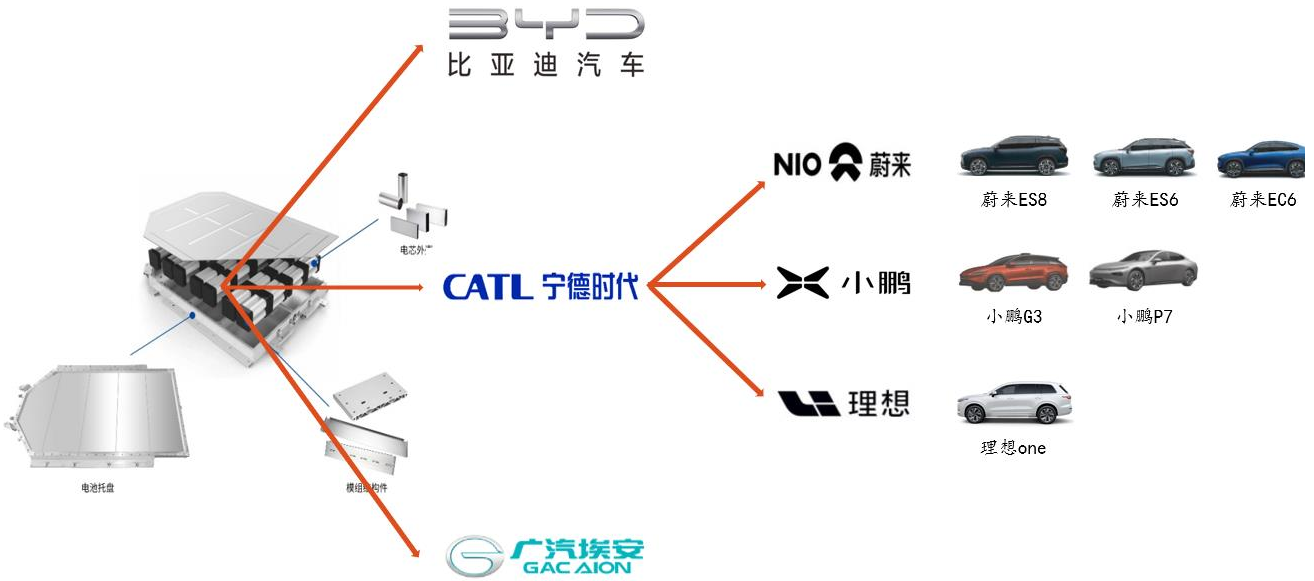 BYD
比亚迪汽车
NIO 蔚来
蔚来ES8
蔚来ES6
蔚来EC6
电芯外壳
CATL 宁德时代
小鹏
小鹏G3
小鹏P7
理想
理想one
电池托盘
模组结构件
广汽埃安
GAC AION